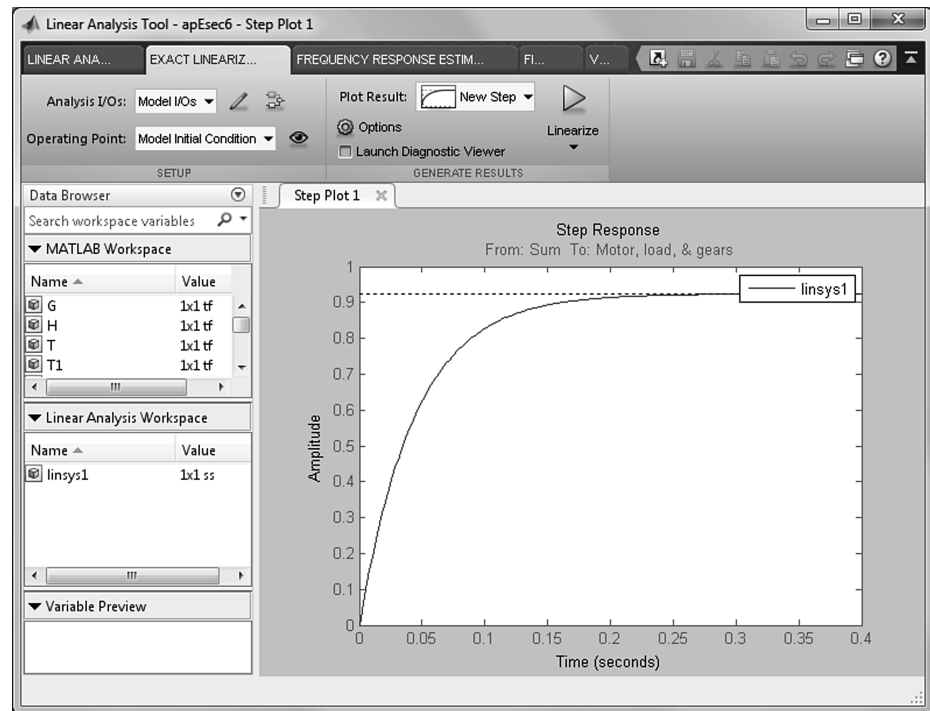 Linear Analysis Tool - apEsec6 - Step Plot 1
LINEAR ANA...
EXACT LINEARIZ...
FREQUENCY RESPONSE ESTIM...
FI...
V...
Analysis I/Os: Model I/Os
Operating Point: Model Initial Condition
SETUP
Plot Result: New Step
Options
Launch Diagnostic Viewer
Linearize
GENERATE RESULTS
Data Browser
Search workspace variables
MATLAB Workspace
Name Value
G 1x1 tf
H 1x1 tf
T 1x1 tf
T1 1x1 tf
Linear Analysis Workspace
Name Value
linsys1 1x1 ss
Variable Preview
Step Plot 1
Step Response
From: Sum To: Motor, load, & gears
linsys1
Amplitude
1
0.9
0.8
0.7
0.6
0.5
0.4
0.3
0.2
0.1
0
0 0.05 0.1 0.15 0.2 0.25 0.3 0.35 0.4
Time (seconds)